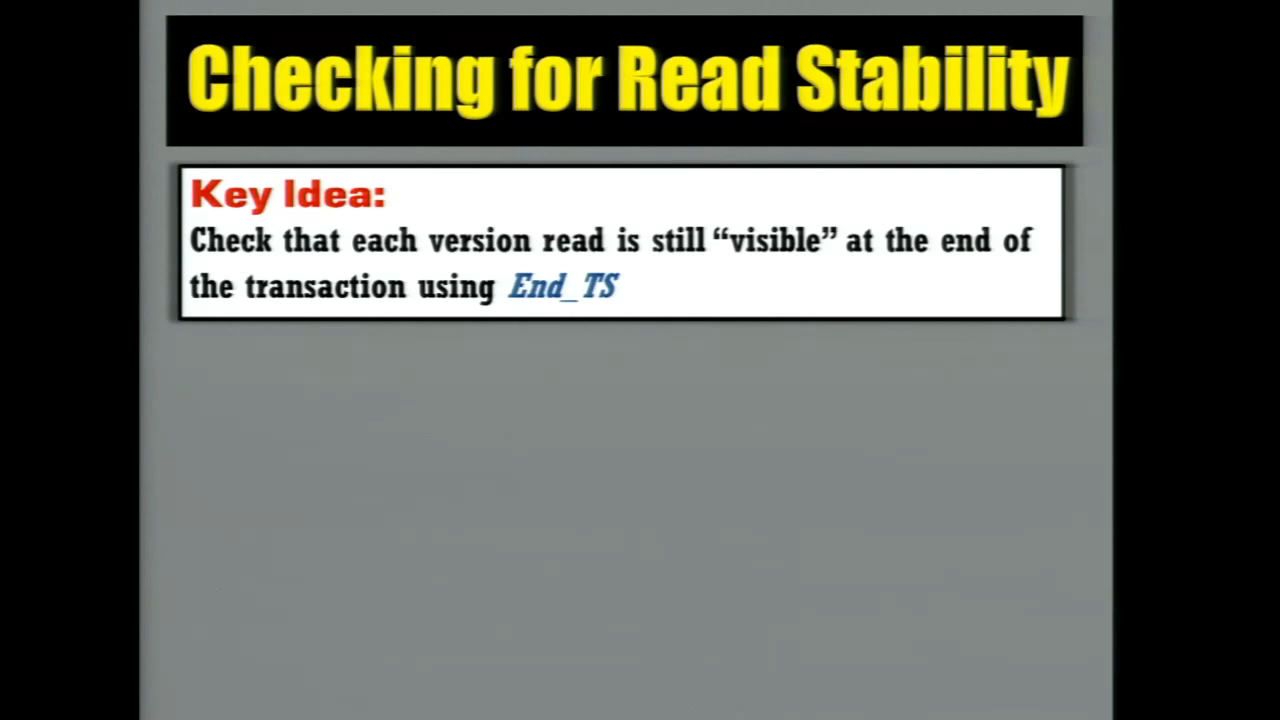 Checking for Read Stability
Key Idea:
Check that each version read is still “visible” at the end of
the transaction using End_TS